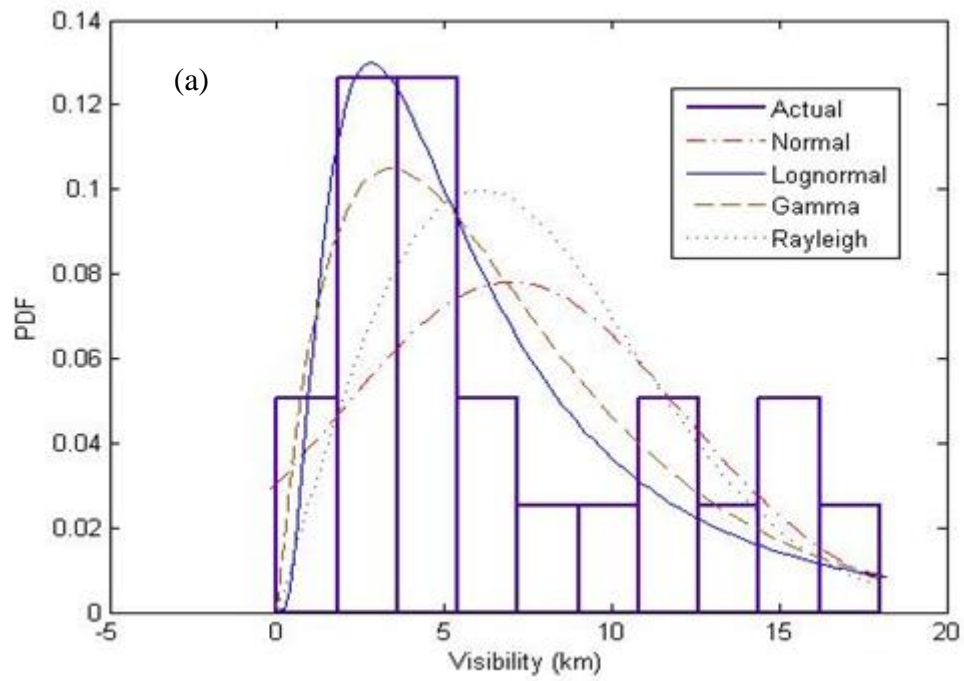 0.14
0.12
0.1
0.08
0.06
0.04
0.02
0
PDF
(a)
Actual
Normal
Lognormal
Gamma
Rayleigh
-5
0
5
10
15
20
Visibility (km)